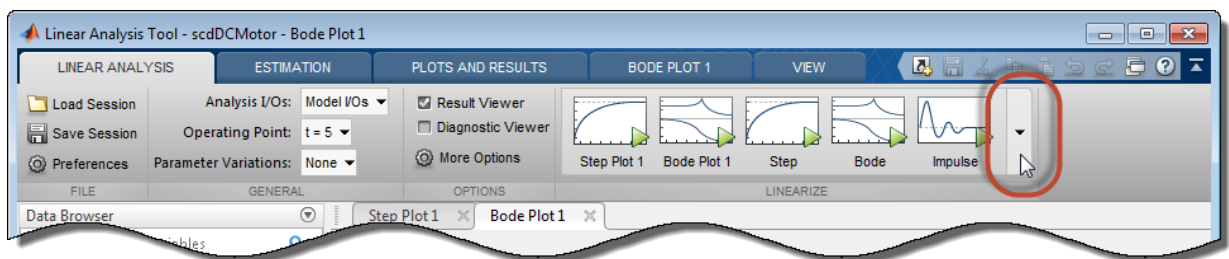 Linear Analysis Tool - scdDCMotor - Bode Plot 1
LINEAR ANALYSIS ESTIMATION PLOTS AND RESULTS BODE PLOT 1 VIEW
Load Session
Save Session
Preferences
FILE
Analysis I/Os: Model I/Os
Operating Point: t = 5
Parameter Variations: None
GENERAL
Result Viewer
Diagnostic Viewer
More Options
OPTIONS
Step Plot 1 Bode Plot 1 Step Bode Impulse
LINEARIZE
Data Browser
Step Plot 1 Bode Plot 1